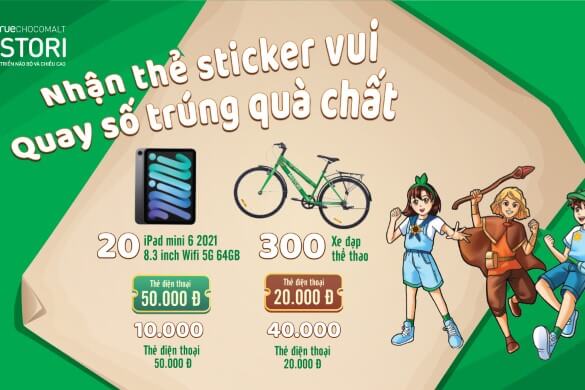 rueCHOCOMALT
STORI
TRIỂN NÃO BỘ VÀ CHIỀU CAO
Nhận thẻ sticker vui
Quay số trúng quà chất
20 iPad mini 6 2021
8.3 inch Wifi 5G 64GB
300 Xe đạp
thể thao
Thẻ điện thoại
50.000 Đ
10.000
Thẻ điện thoại
50.000 Đ
Thẻ điện thoại
20.000 Đ
40.000
Thẻ điện thoại
20.000 Đ